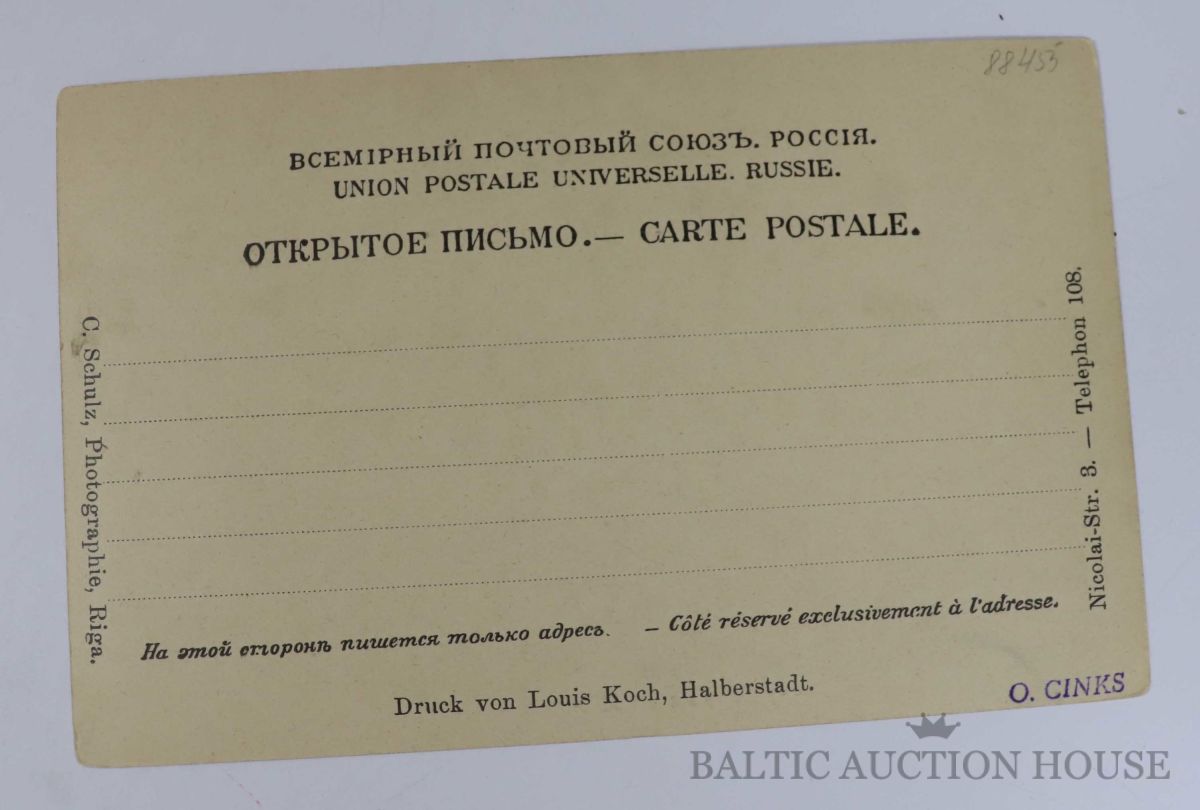 88455
ВСЕМІРНЫЙ ПОЧТОВЫЙ СОЮЗЪ. РОССІЯ.
UNION POSTALE UNIVERSELLE. RUSSIE.
ОТКРЫТОЕ ПИСЬМО.— CARTE POSTALE.
C. Schulz, Photographie, Riga.
Nicolai-Str. 3. — Telephon 108.
На этой сторонѣ пишется только адресъ. — Côté réservé exclusivement à l'adresse.
Druck von Louis Koch, Halberstadt.
O. CINKS
BALTIC AUCTION HOUSE